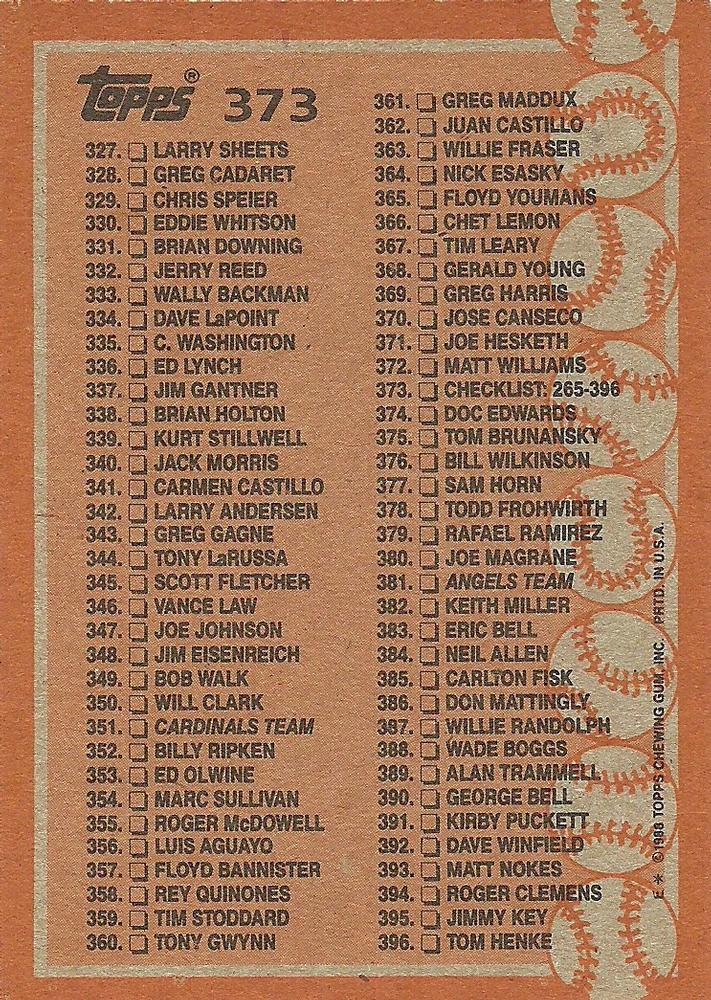 TOPPS® 373
327. LARRY SHEETS
328. GREG CADARET
329. CHRIS SPEIER
330. EDDIE WHITSON
331. BRIAN DOWNING
332. JERRY REED
333. WALLY BACKMAN
334. DAVE LaPOINT
335. C. WASHINGTON
336. ED LYNCH
337. JIM GANTNER
338. BRIAN HOLTON
339. KURT STILLWELL
340. JACK MORRIS
341. CARMEN CASTILLO
342. LARRY ANDERSEN
343. GREG GAGNE
344. TONY LaRUSSA
345. SCOTT FLETCHER
346. VANCE LAW
347. JOE JOHNSON
348. JIM EISENREICH
349. BOB WALK
350. WILL CLARK
351. CARDINALS TEAM
352. BILLY RIPKEN
353. ED OLWINE
354. MARC SULLIVAN
355. ROGER McDOWELL
356. LUIS AGUAYO
357. FLOYD BANNISTER
358. REY QUINONES
359. TIM STODDARD
360. TONY GWYNN
361. GREG MADDUX
362. JUAN CASTILLO
363. WILLIE FRASER
364. NICK ESASKY
365. FLOYD YOUMANS
366. CHET LEMON
367. TIM LEARY
368. GERALD YOUNG
369. GREG HARRIS
370. JOSE CANSECO
371. JOE HESKETH
372. MATT WILLIAMS
373. CHECKLIST: 265-396
374. DOC EDWARDS
375. TOM BRUNANSKY
376. BILL WILKINSON
377. SAM HORN
378. TODD FROHWIRTH
379. RAFAEL RAMIREZ
380. JOE MAGRANE
381. ANGELS TEAM
382. KEITH MILLER
383. ERIC BELL
384. NEIL ALLEN
385. CARLTON FISK
386. DON MATTINGLY
387. WILLIE RANDOLPH
388. WADE BOGGS
389. ALAN TRAMMELL
390. GEORGE BELL
391. KIRBY PUCKETT
392. DAVE WINFIELD
393. MATT NOKES
394. ROGER CLEMENS
395. JIMMY KEY
396. TOM HENKE
E * ©1988 TOPPS CHEWING GUM, INC. PRTD. IN U.S.A.